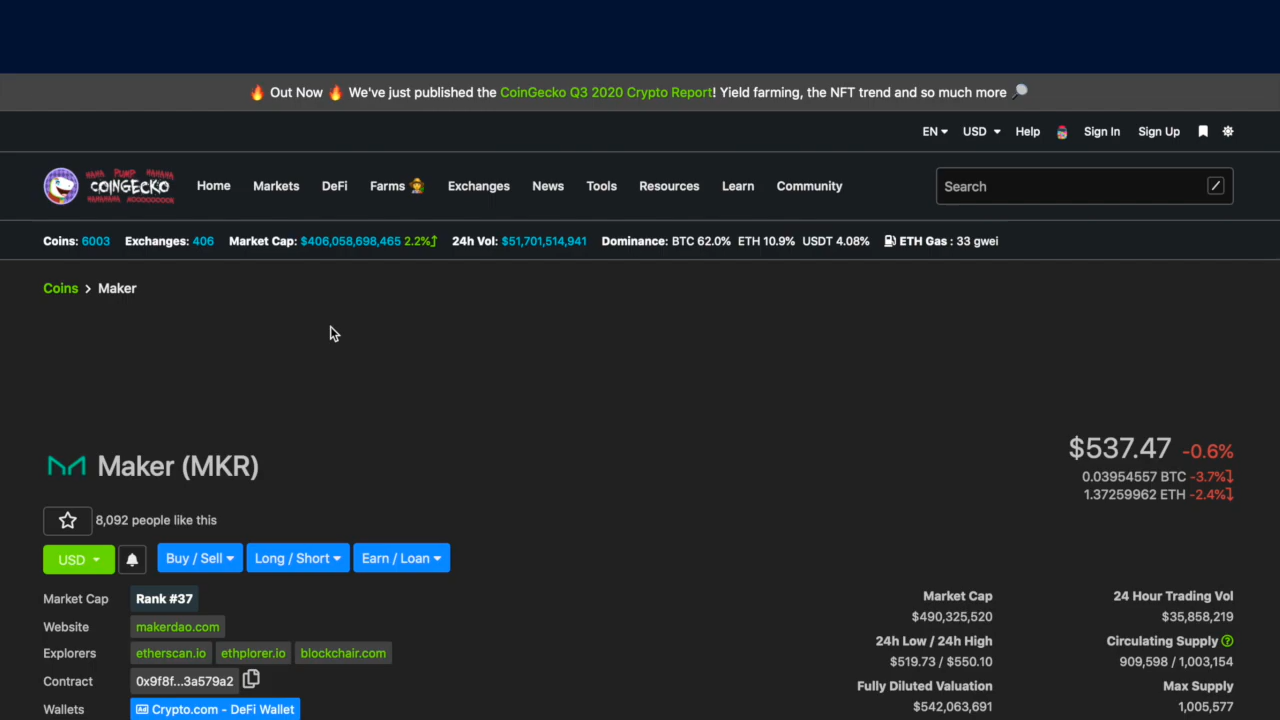 🔥 Out Now 🔥 We've just published the CoinGecko Q3 2020 Crypto Report! Yield farming, the NFT trend and so much more 🔎
EN USD Help Sign In Sign Up
HAHA PUMP HAHAHA
COINGECKO
Home Markets DeFi Farms Exchanges News Tools Resources Learn Community
Search /
Coins: 6003 Exchanges: 406 Market Cap: $406,058,698,465 2.2% 24h Vol: $51,701,514,941 Dominance: BTC 62.0% ETH 10.9% USDT 4.08% ETH Gas : 33 gwei
Coins > Maker
Maker (MKR)
$537.47 -0.6%
0.03954557 BTC -3.7%
1.37259962 ETH -2.4%
8,092 people like this
USD Buy / Sell Long / Short Earn / Loan
Market Cap Rank #37
Website makerdao.com
Explorers etherscan.io ethplorer.io blockchair.com
Contract 0x9f8f...3a579a2
Wallets Ad Crypto.com - DeFi Wallet
Market Cap
$490,325,520
24h Low / 24h High
$519.73 / $550.10
Fully Diluted Valuation
$542,063,691
24 Hour Trading Vol
$35,858,219
Circulating Supply ?
909,598 / 1,003,154
Max Supply
1,005,577